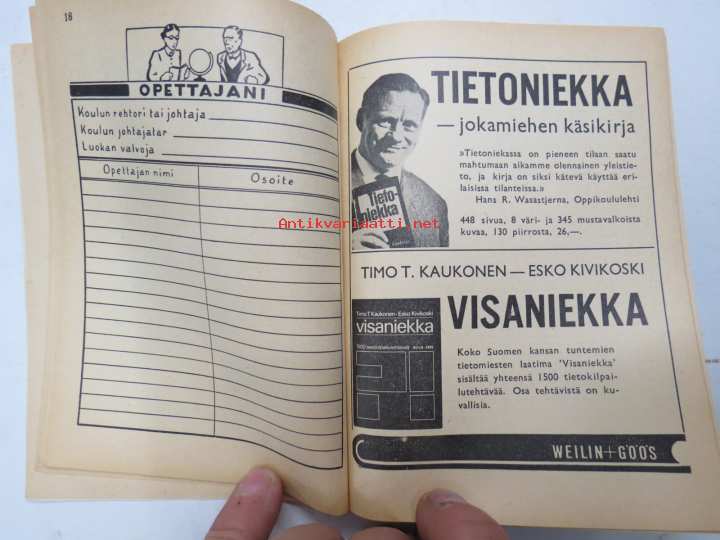 18
OPETTAJANI
Koulun rehtori tai johtaja
Koulun johtajatar
Luokan valvoja
Opettajan nimi
Osoite
Antikvariaatti.net
TIETONIEKKA
— jokamiehen käsikirja
»Tietoniekassa on pieneen tilaan saatu
mahtumaan aikamme olennainen yleistie-
to, ja kirja on siksi kätevä käyttää eri-
laisissa tilanteissa.»
Hans R. Wasastjerna, Oppikoululehti
Tieto-
niekka
448 sivua, 8 väri- ja 345 mustavalkoista
kuvaa, 130 piirrosta, 26,—.
TIMO T. KAUKONEN — ESKO KIVIKOSKI
Timo T Kaukonen · Esko Kivikoski
visaniekka
VISANIEKKA
Koko Suomen kansan tuntemien
tietomiesten laatima 'Visaniekka'
sisältää yhteensä 1500 tietokilpai-
lutehtävää. Osa tehtävistä on ku-
vallisia.
WEILIN+GÖÖS